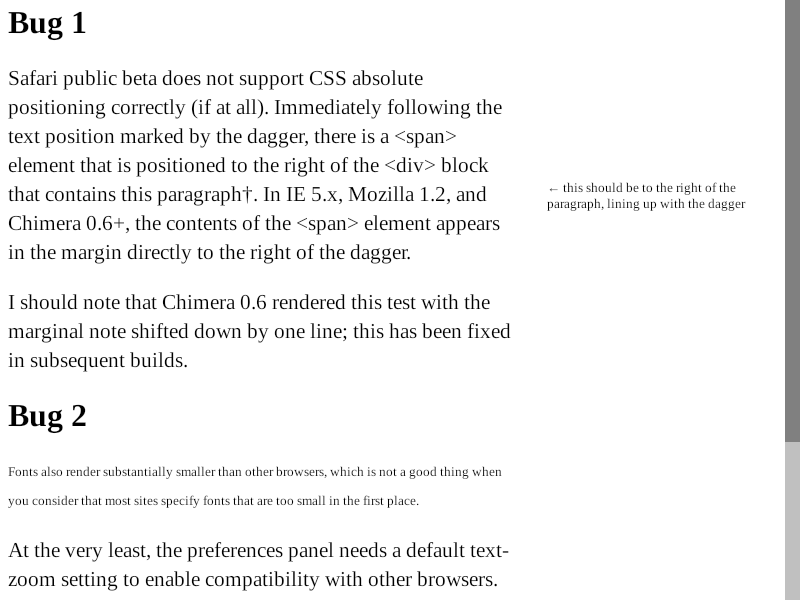 Bug 1
Safari public beta does not support CSS absolute
positioning correctly (if at all). Immediately following the
text position marked by the dagger, there is a <span>
element that is positioned to the right of the <div> block
that contains this paragraph†. In IE 5.x, Mozilla 1.2, and
Chimera 0.6+, the contents of the <span> element appears
in the margin directly to the right of the dagger.
← this should be to the right of the
paragraph, lining up with the dagger
I should note that Chimera 0.6 rendered this test with the
marginal note shifted down by one line; this has been fixed
in subsequent builds.
Bug 2
Fonts also render substantially smaller than other browsers, which is not a good thing when
you consider that most sites specify fonts that are too small in the first place.
At the very least, the preferences panel needs a default text-
zoom setting to enable compatibility with other browsers.